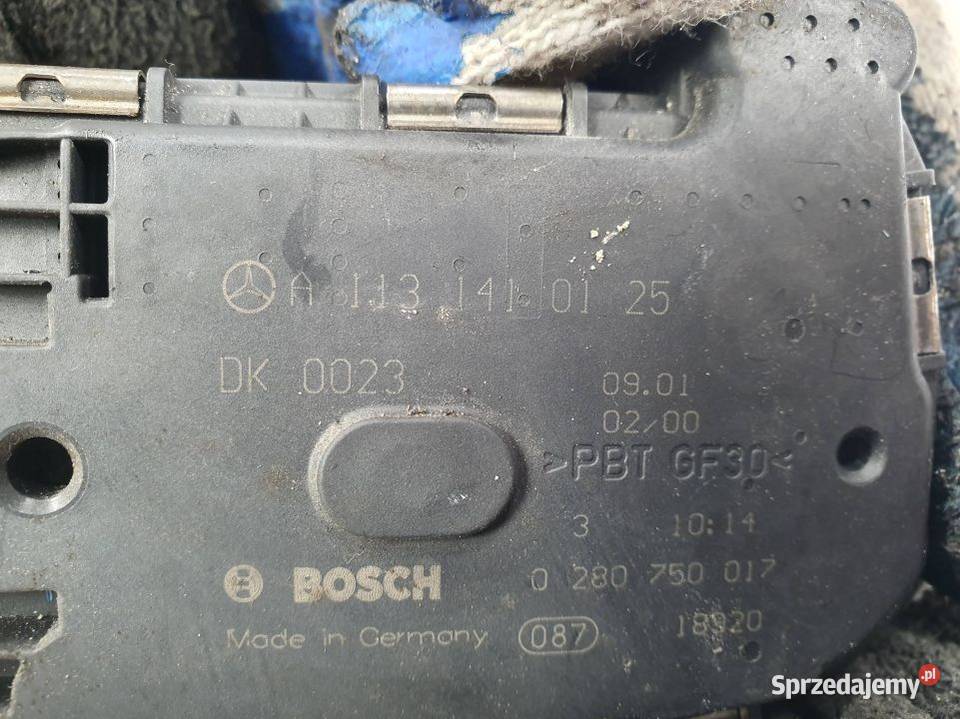 A 113 141 01 25
DK 0023
09.01
02/00
>PBT GF30<
3 10:14
BOSCH
0 280 750 017
Made in Germany
087
18920
Sprzedajemy.pl